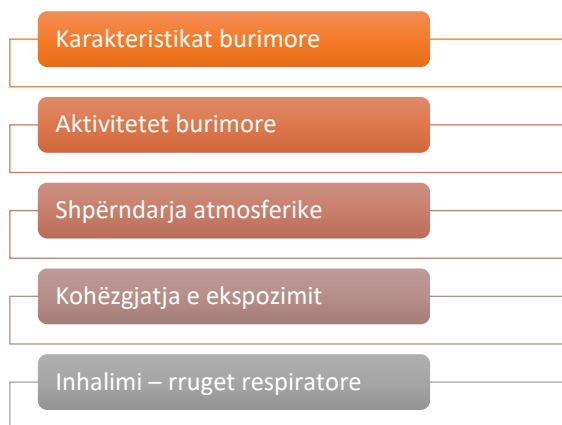 Karakteristikat burimore
Aktivitetet burimore
Shpërndarja atmosferike
Kohëzgjatja e ekspozimit
Inhalimi – rruget respiratore